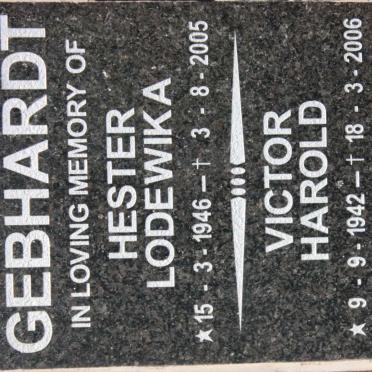 GEBHARDT
IN LOVING MEMORY OF
HESTER
LODEWIKA
★ 15 - 3 - 1946 – † 3 - 8 - 2005
VICTOR
HAROLD
★ 9 - 9 - 1942 – † 18 - 3 - 2006